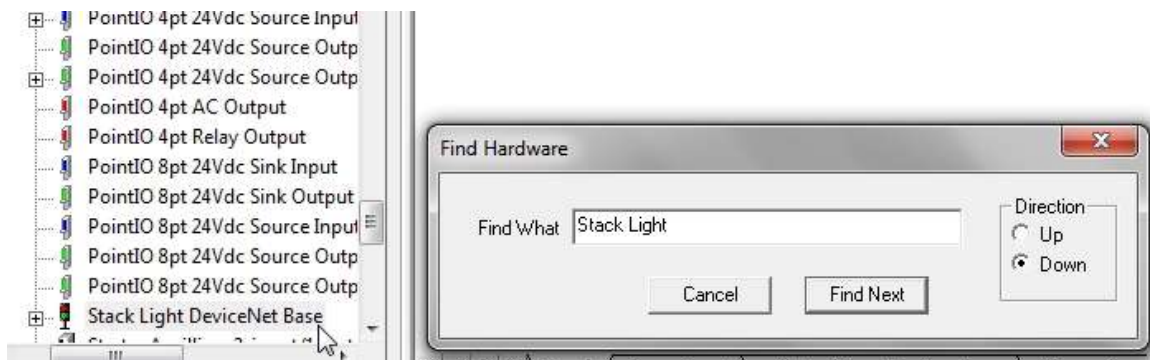 PointIO 4pt 24Vdc Source Input
PointIO 4pt 24Vdc Source Outp
PointIO 4pt 24Vdc Source Outp
PointIO 4pt AC Output
PointIO 4pt Relay Output
PointIO 8pt 24Vdc Sink Input
PointIO 8pt 24Vdc Sink Output
PointIO 8pt 24Vdc Source Input
PointIO 8pt 24Vdc Source Outp
PointIO 8pt 24Vdc Source Outp
Stack Light DeviceNet Base
Find Hardware
Find What Stack Light
Direction
Up
Down
Cancel Find Next